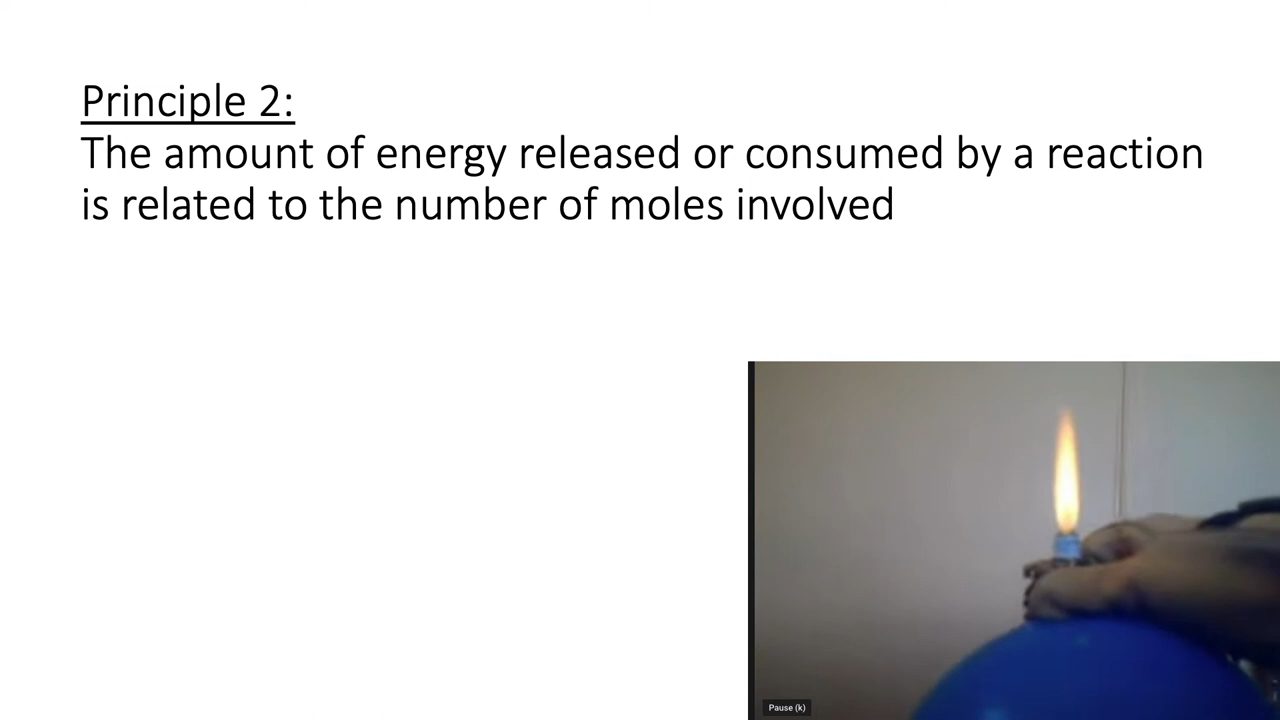 Principle 2:
The amount of energy released or consumed by a reaction
is related to the number of moles involved
Pause (k)